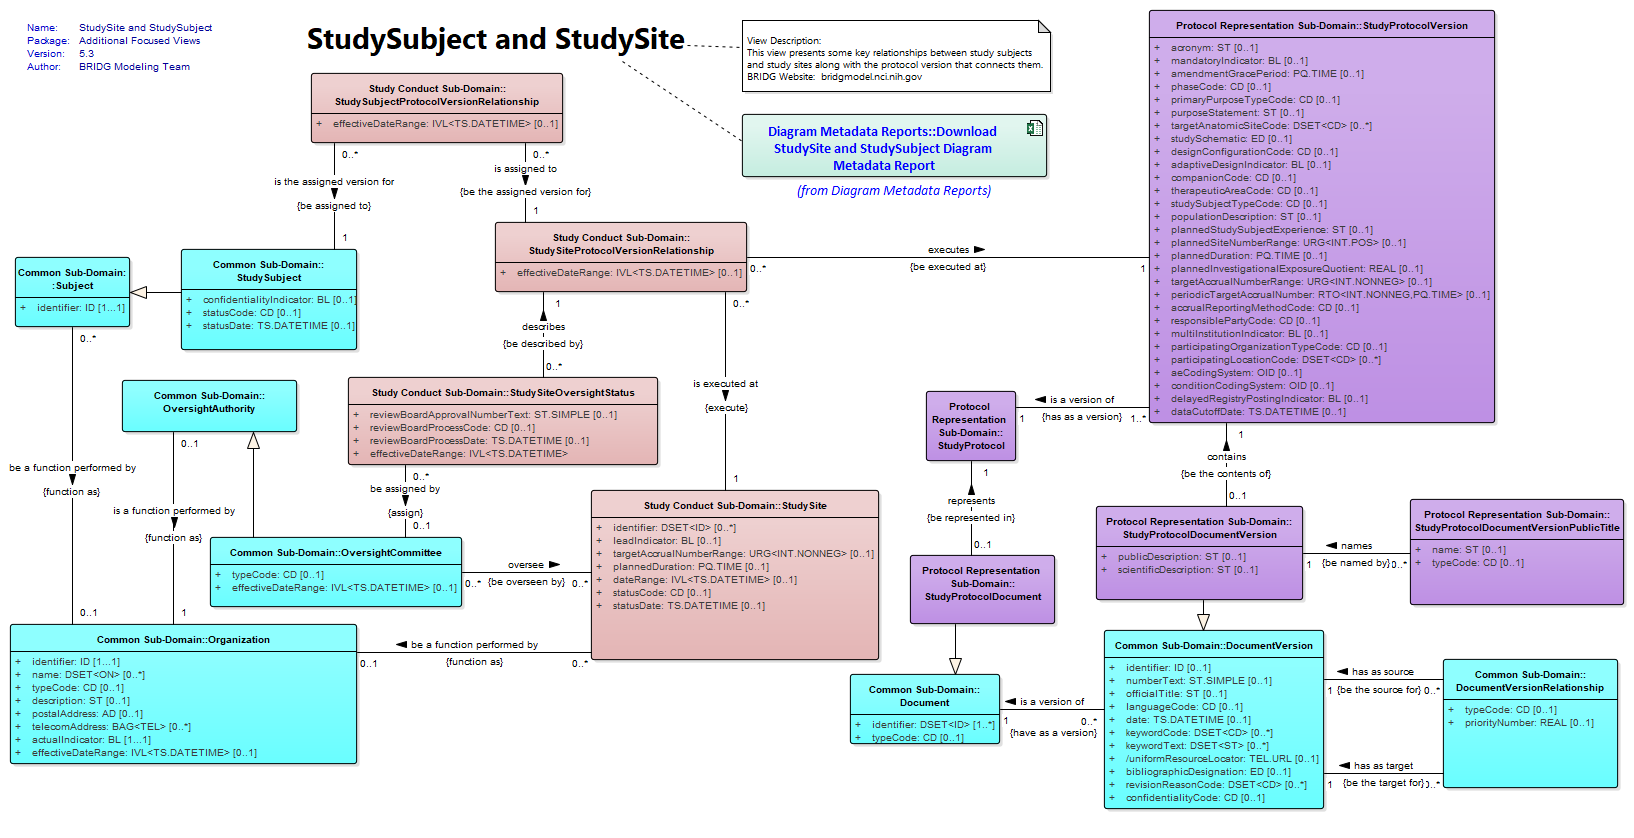 Name: StudySite and StudySubject
Package: Additional Focused Views
Version: 5.3
Author: BRIDG Modeling Team
StudySubject and StudySite
View Description:
This view presents some key relationships between study subjects
and study sites along with the protocol version that connects them.
BRIDG Website: bridgmodel.nci.nih.gov
Diagram Metadata Reports::Download
StudySite and StudySubject Diagram
Metadata Report
(from Diagram Metadata Reports)
Study Conduct Sub-Domain::
StudySubjectProtocolVersionRelationship
+ effectiveDateRange: IVL<TS.DATETIME> [0..1]
0..*
is the assigned version for
{be assigned to}
1
0..*
is assigned to
{be the assigned version for}
1
Study Conduct Sub-Domain::
StudySiteProtocolVersionRelationship
+ effectiveDateRange: IVL<TS.DATETIME> [0..1]
executes
0..*
{be executed at}
1
Common Sub-Domain:
:Subject
+ identifier: ID [1...1]
0..*
Common Sub-Domain::
StudySubject
+ confidentialityIndicator: BL [0..1]
+ statusCode: CD [0..1]
+ statusDate: TS.DATETIME [0..1]
1
describes
{be described by}
0..*
0..*
is executed at
{execute}
1
Common Sub-Domain::
OversightAuthority
0..1
Study Conduct Sub-Domain::StudySiteOversightStatus
+ reviewBoardApprovalNumberText: ST.SIMPLE [0..1]
+ reviewBoardProcessCode: CD [0..1]
+ reviewBoardProcessDate: TS.DATETIME [0..1]
+ effectiveDateRange: IVL<TS.DATETIME>
0..*
be assigned by
{assign}
0..1
be a function performed by
{function as}
0..1
is a function performed by
{function as}
1
Common Sub-Domain::OversightCommittee
+ typeCode: CD [0..1]
+ effectiveDateRange: IVL<TS.DATETIME> [0..1]
oversee
0..*
{be overseen by}
0..*
Study Conduct Sub-Domain::StudySite
+ identifier: DSET<ID> [0..*]
+ leadIndicator: BL [0..1]
+ targetAccrualNumberRange: URG<INT.NONNEG> [0..1]
+ plannedDuration: PQ.TIME [0..1]
+ dateRange: IVL<TS.DATETIME> [0..1]
+ statusCode: CD [0..1]
+ statusDate: TS.DATETIME [0..1]
be a function performed by
0..1
{function as}
0..*
Common Sub-Domain::Organization
+ identifier: ID [1...1]
+ name: DSET<ON> [0..*]
+ typeCode: CD [0..1]
+ description: ST [0..1]
+ postalAddress: AD [0..1]
+ telecomAddress: BAG<TEL> [0..*]
+ actualIndicator: BL [1...1]
+ effectiveDateRange: IVL<TS.DATETIME> [0..1]
Protocol Representation Sub-Domain::StudyProtocolVersion
+ acronym: ST [0..1]
+ mandatoryIndicator: BL [0..1]
+ amendmentGracePeriod: PQ.TIME [0..1]
+ phaseCode: CD [0..1]
+ primaryPurposeTypeCode: CD [0..1]
+ purposeStatement: ST [0..1]
+ targetAnatomicSiteCode: DSET<CD> [0..*]
+ studySchematic: ED [0..1]
+ designConfigurationCode: CD [0..1]
+ adaptiveDesignIndicator: BL [0..1]
+ companionCode: CD [0..1]
+ therapeuticAreaCode: CD [0..1]
+ studySubjectTypeCode: CD [0..1]
+ populationDescription: ST [0..1]
+ plannedStudySubjectExperience: ST [0..1]
+ plannedSiteNumberRange: URG<INT.POS> [0..1]
+ plannedDuration: PQ.TIME [0..1]
+ plannedInvestigationalExposureQuotient: REAL [0..1]
+ targetAccrualNumberRange: URG<INT.NONNEG> [0..1]
+ periodicTargetAccrualNumber: RTO<INT.NONNEG,PQ.TIME> [0..1]
+ accrualReportingMethodCode: CD [0..1]
+ responsiblePartyCode: CD [0..1]
+ multiInstitutionIndicator: BL [0..1]
+ participatingOrganizationTypeCode: CD [0..1]
+ participatingLocationCode: DSET<CD> [0..*]
+ aeCodingSystem: OID [0..1]
+ conditionCodingSystem: OID [0..1]
+ delayedRegistryPostingIndicator: BL [0..1]
+ dataCutoffDate: TS.DATETIME [0..1]
Protocol
Representation
Sub-Domain::
StudyProtocol
is a version of
1
{has as a version}
1..*
1
represents
{be represented in}
0..1
Protocol Representation
Sub-Domain::
StudyProtocolDocument
1
contains
{be the contents of}
0..1
Protocol Representation Sub-Domain::
StudyProtocolDocumentVersion
+ publicDescription: ST [0..1]
+ scientificDescription: ST [0..1]
names
1
{be named by}
0..*
Protocol Representation Sub-Domain::
StudyProtocolDocumentVersionPublicTitle
+ name: ST [0..1]
+ typeCode: CD [0..1]
Common Sub-Domain::
Document
+ identifier: DSET<ID> [1..*]
+ typeCode: CD [0..1]
is a version of
1
0..*
{have as a version}
Common Sub-Domain::DocumentVersion
+ identifier: ID [0..1]
+ numberText: ST.SIMPLE [0..1]
+ officialTitle: ST [0..1]
+ languageCode: CD [0..1]
+ date: TS.DATETIME [0..1]
+ keywordCode: DSET<CD> [0..*]
+ keywordText: DSET<ST> [0..*]
+ /uniformResourceLocator: TEL.URL [0..1]
+ bibliographicDesignation: ED [0..1]
+ revisionReasonCode: DSET<CD> [0..*]
+ confidentialityCode: CD [0..1]
has as source
1
{be the source for}
0..*
has as target
1
{be the target for}
0..*
Common Sub-Domain::
DocumentVersionRelationship
+ typeCode: CD [0..1]
+ priorityNumber: REAL [0..1]